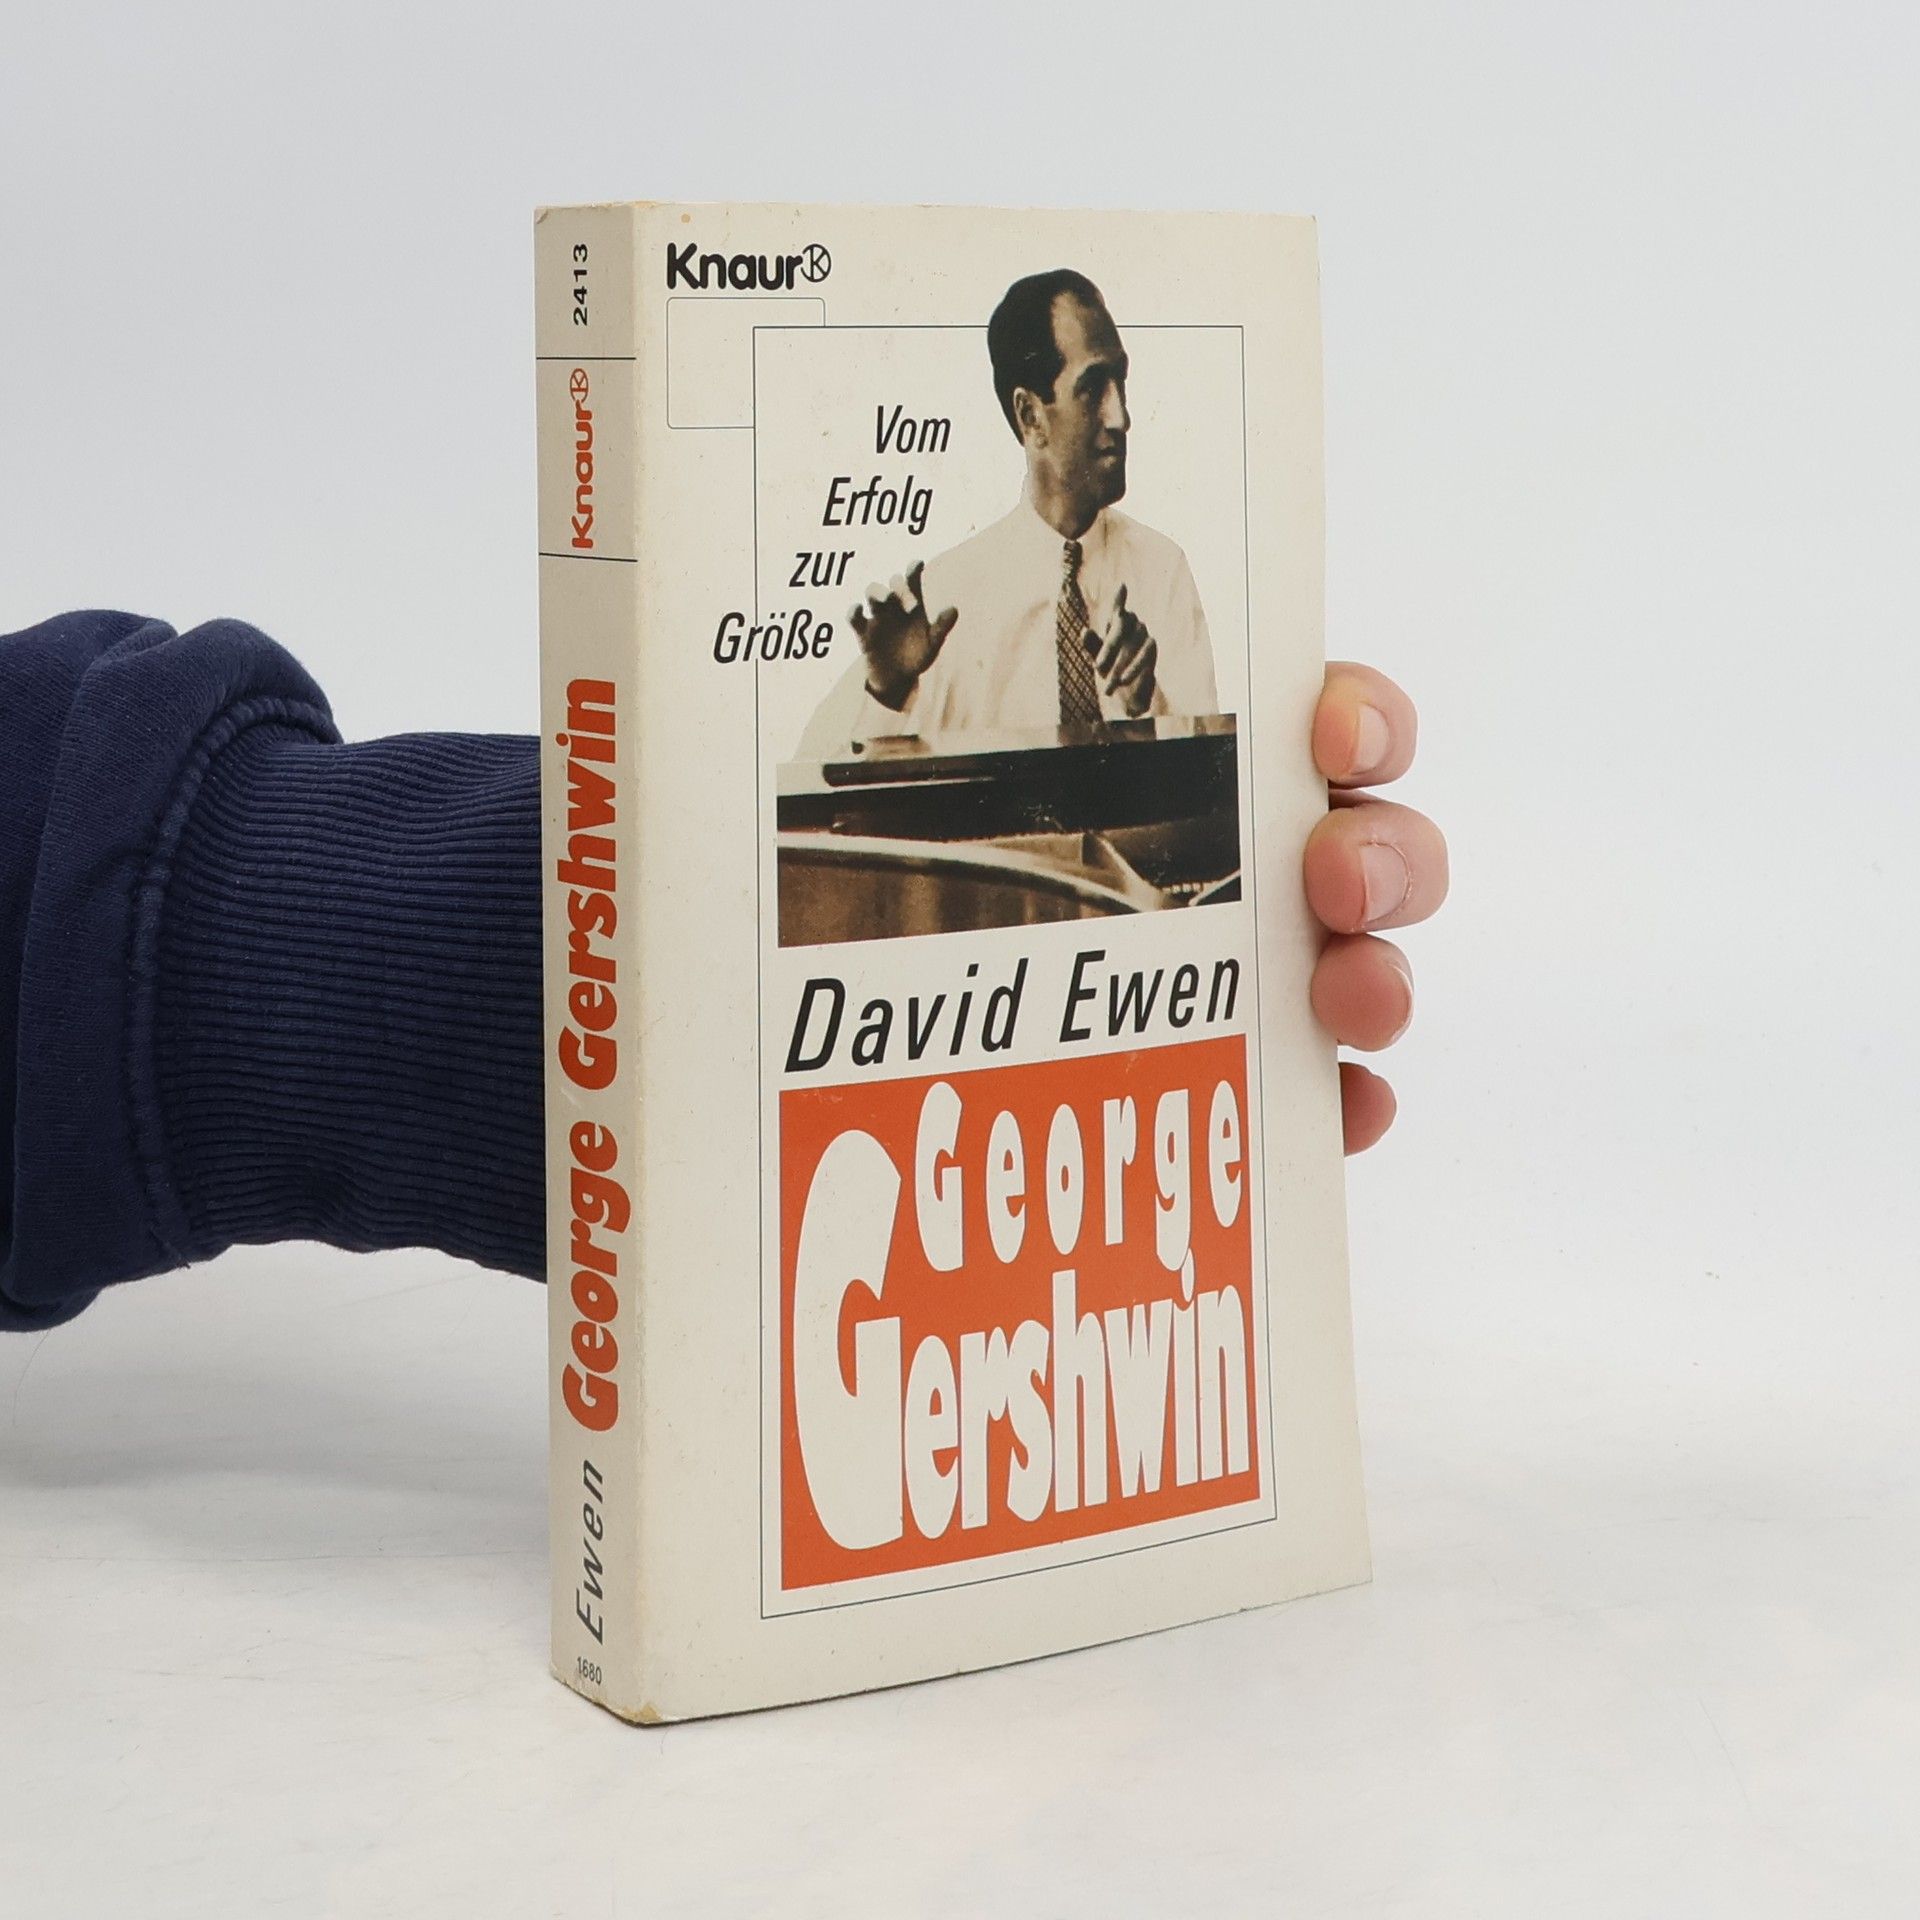 2413
Knaur
George Gershwin
Ewen
1680
Knaur
Vom
Erfolg
zur
Größe
David Ewen
George
Gershwin